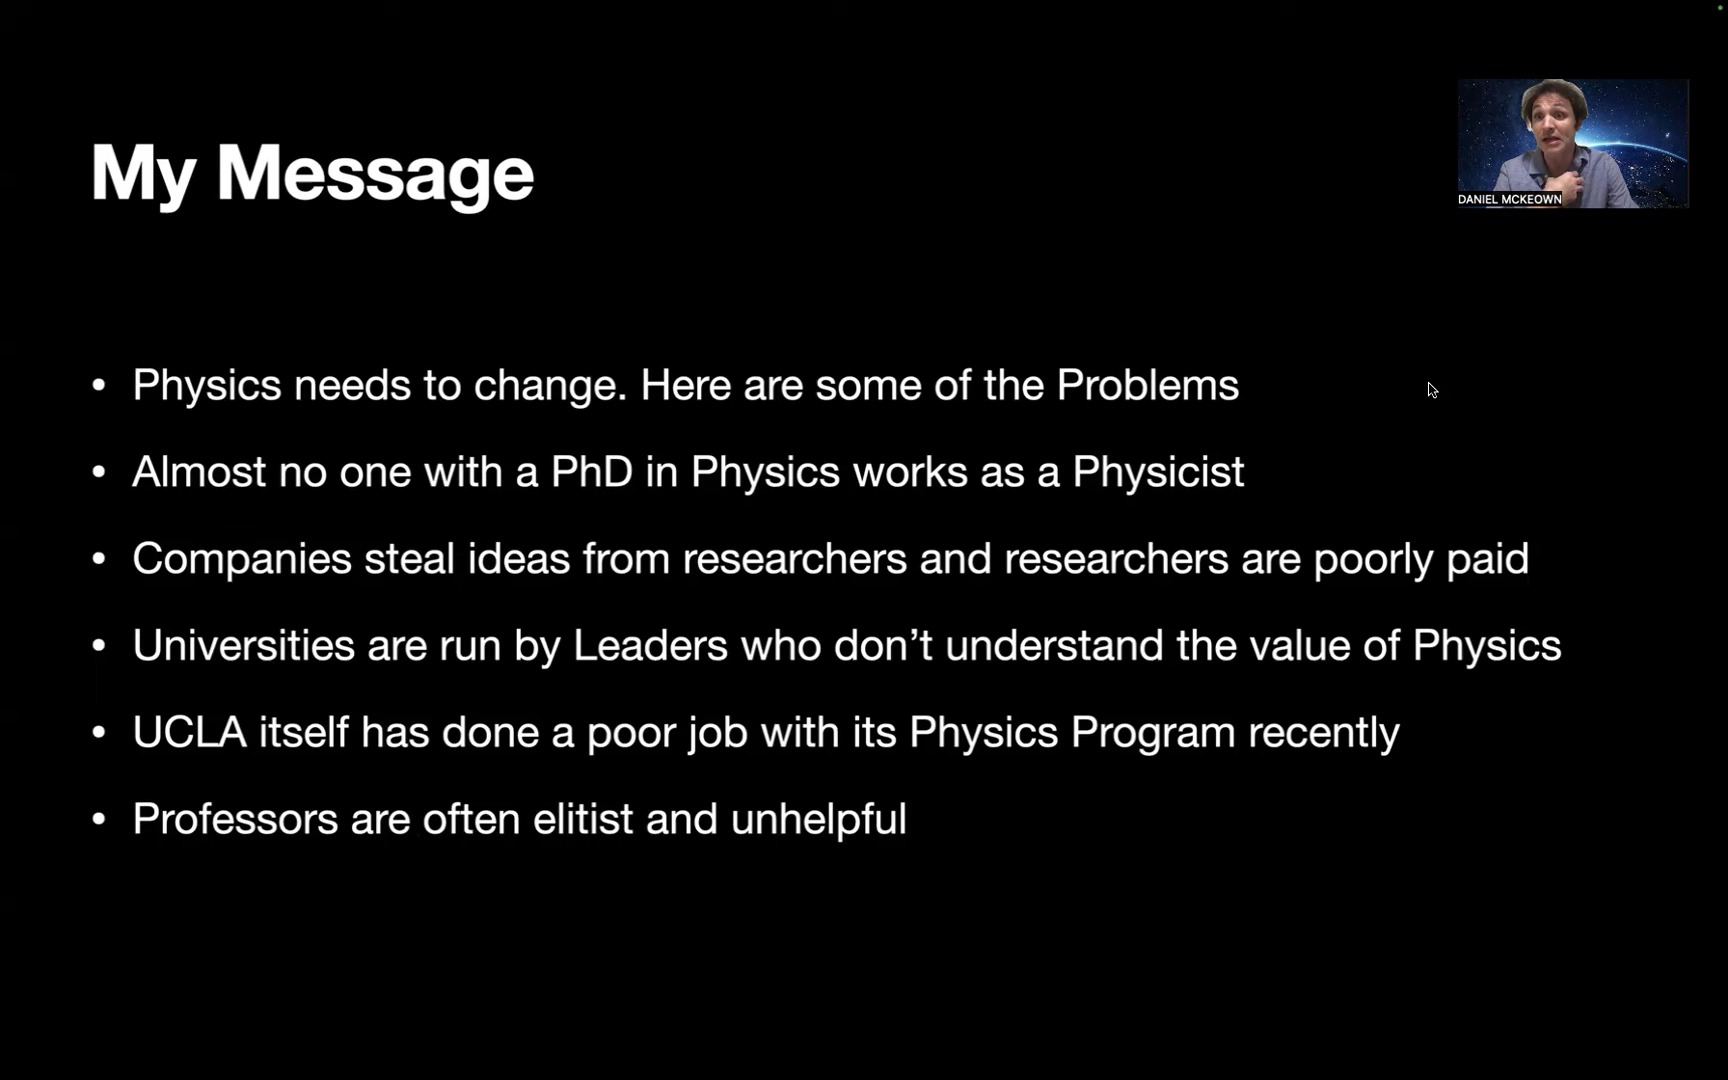 My Message
DANIEL MCKEOWN
• Physics needs to change. Here are some of the Problems
• Almost no one with a PhD in Physics works as a Physicist
• Companies steal ideas from researchers and researchers are poorly paid
• Universities are run by Leaders who don’t understand the value of Physics
• UCLA itself has done a poor job with its Physics Program recently
• Professors are often elitist and unhelpful